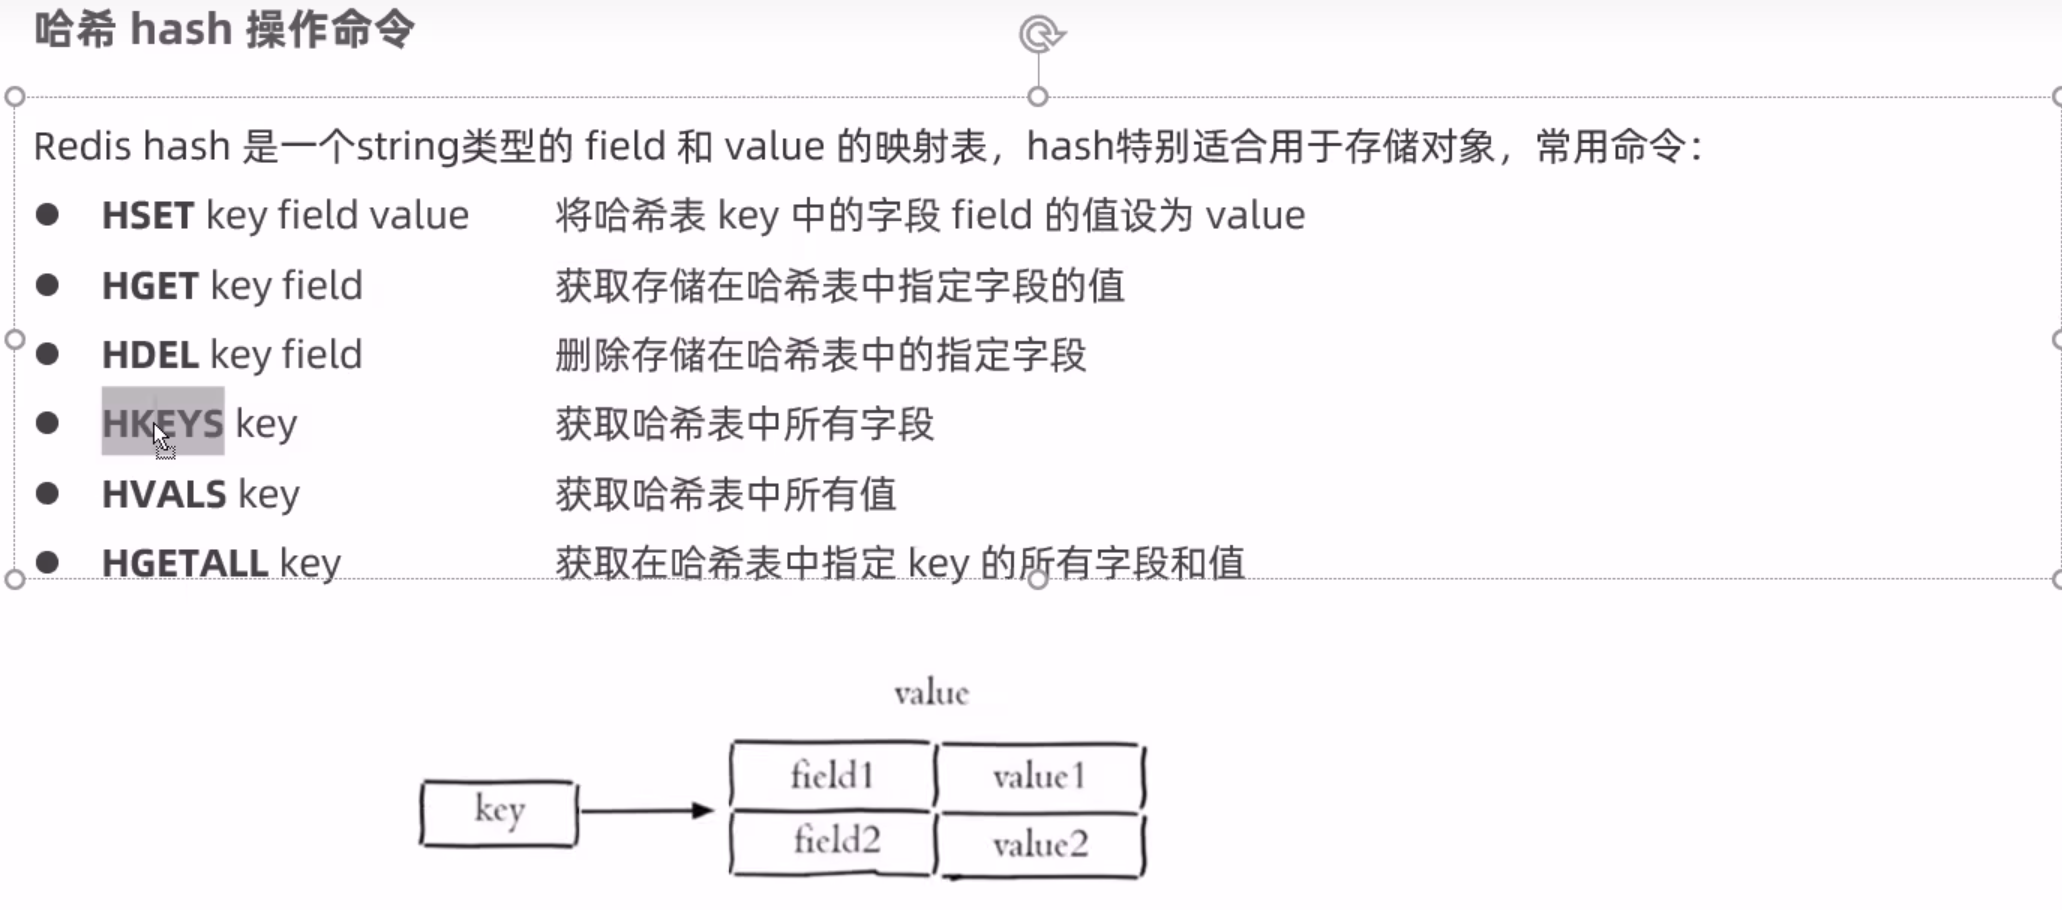 哈希 hash 操作命令
Redis hash 是一个string类型的 field 和 value 的映射表，hash特别适合用于存储对象，常用命令：
● HSET key field value 将哈希表 key 中的字段 field 的值设为 value
● HGET key field 获取存储在哈希表中指定字段的值
● HDEL key field 删除存储在哈希表中的指定字段
● HKEYS key 获取哈希表中所有字段
● HVALS key 获取哈希表中所有值
● HGETALL key 获取在哈希表中指定 key 的所有字段和值
value
key
field1 value1
field2 value2